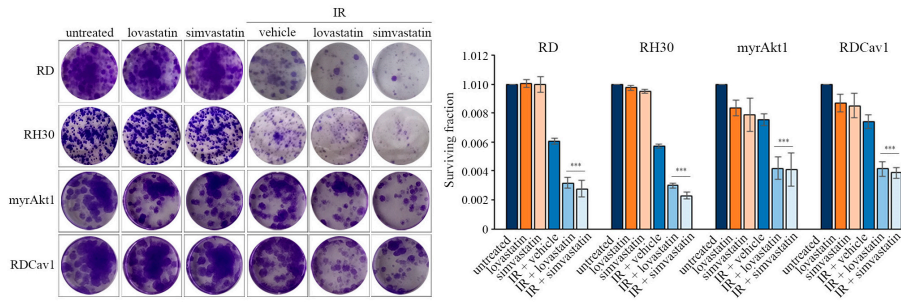 IR
untreated lovastatin simvastatin vehicle lovastatin simvastatin
RD
RH30
myrAkt1
RDCav1
Surviving fraction
1.012
1.010
0.008
0.006
0.004
0.002
0
RD RH30 myrAkt1 RDCav1
***
***
***
***
untreated
lovastatin
simvastatin
IR + vehicle
IR + lovastatin
IR + simvastatin
untreated
lovastatin
simvastatin
IR + vehicle
IR + lovastatin
IR + simvastatin
untreated
lovastatin
simvastatin
IR + vehicle
IR + lovastatin
IR + simvastatin
untreated
lovastatin
simvastatin
IR + vehicle
IR + lovastatin
IR + simvastatin